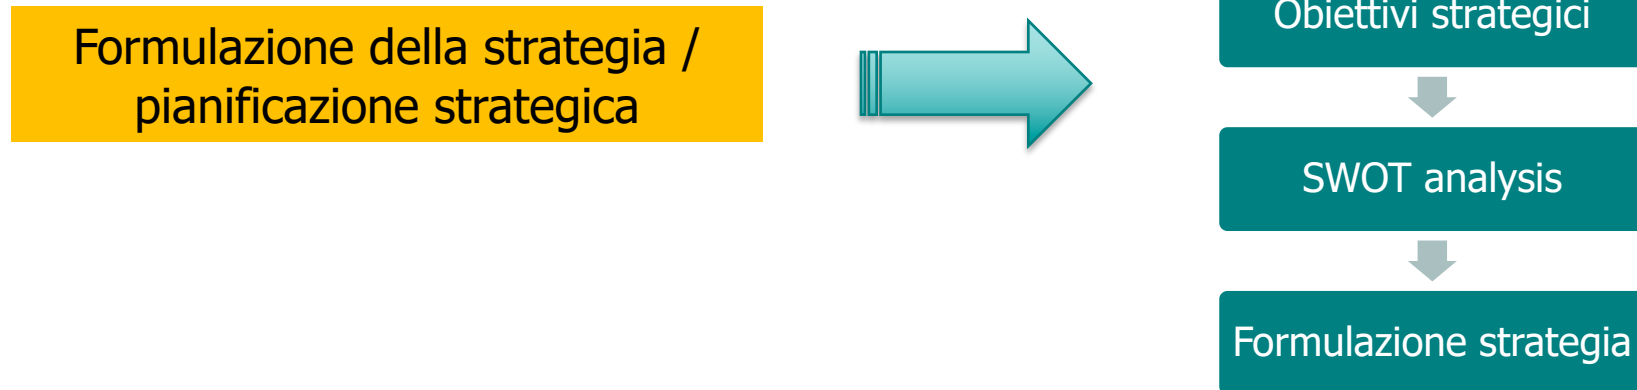 Formulazione della strategia /
pianificazione strategica
Obiettivi strategici
SWOT analysis
Formulazione strategia